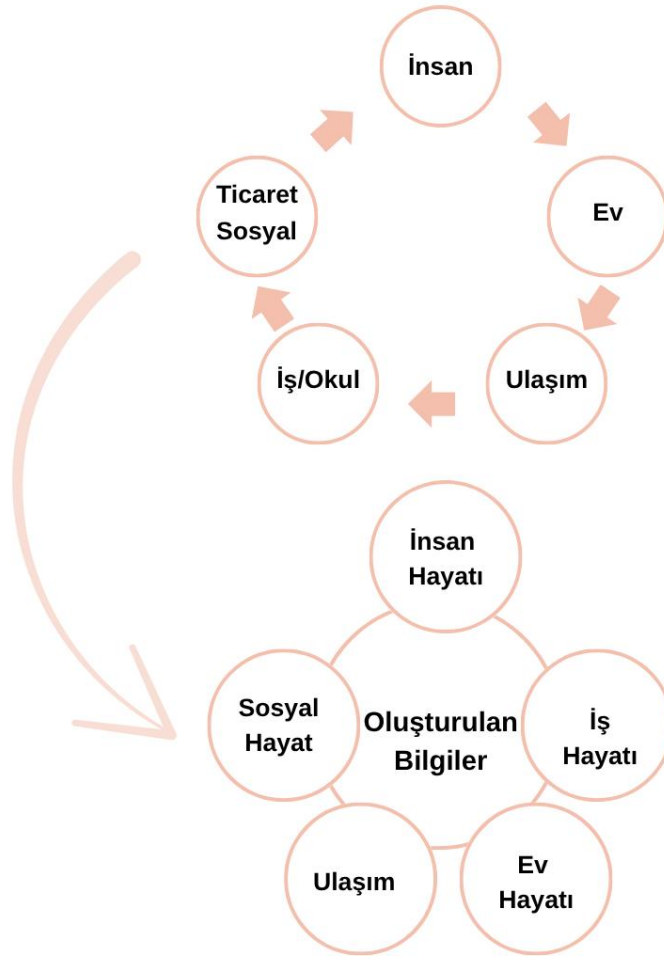 İnsan
Ticaret
Sosyal
Ev
İş/Okul
Ulaşım
İnsan
Hayatı
Sosyal
Hayat
Oluşturulan
Bilgiler
İş
Hayatı
Ulaşım
Ev
Hayatı